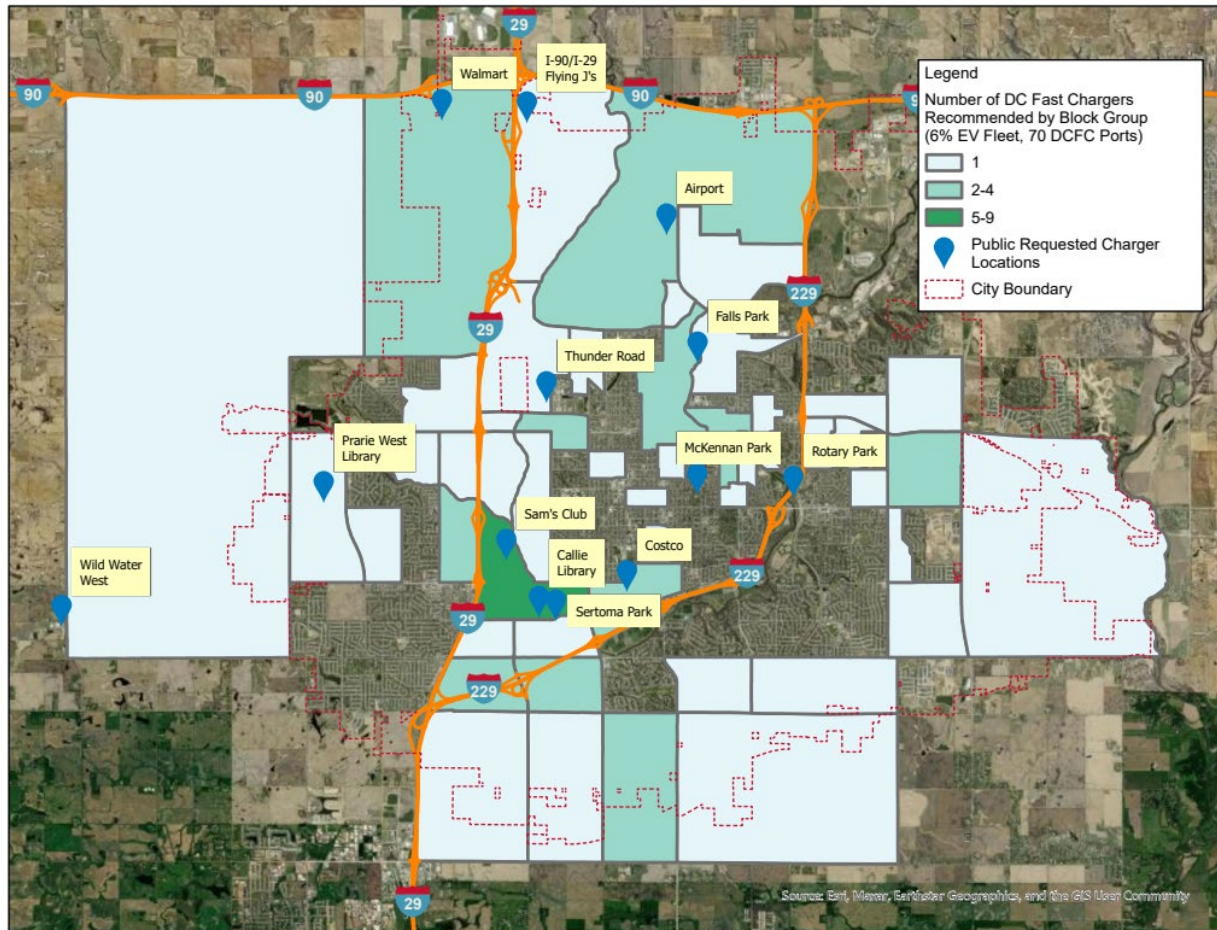 29
Walmart
I-90/I-29
Flying J's
90
90
90
Legend
Number of DC Fast Chargers
Recommended by Block Group
(6% EV Fleet, 70 DCFC Ports)
1
2-4
5-9
Public Requested Charger
Locations
City Boundary
Airport
229
29
Falls Park
Thunder Road
Prarie West
Library
McKennan Park
Rotary Park
Sam's Club
Callie
Library
Costco
Wild Water
West
229
29
Sertoma Park
229
29
Source: Esri, Maxar, Earthstar Geographics, and the GIS User Community